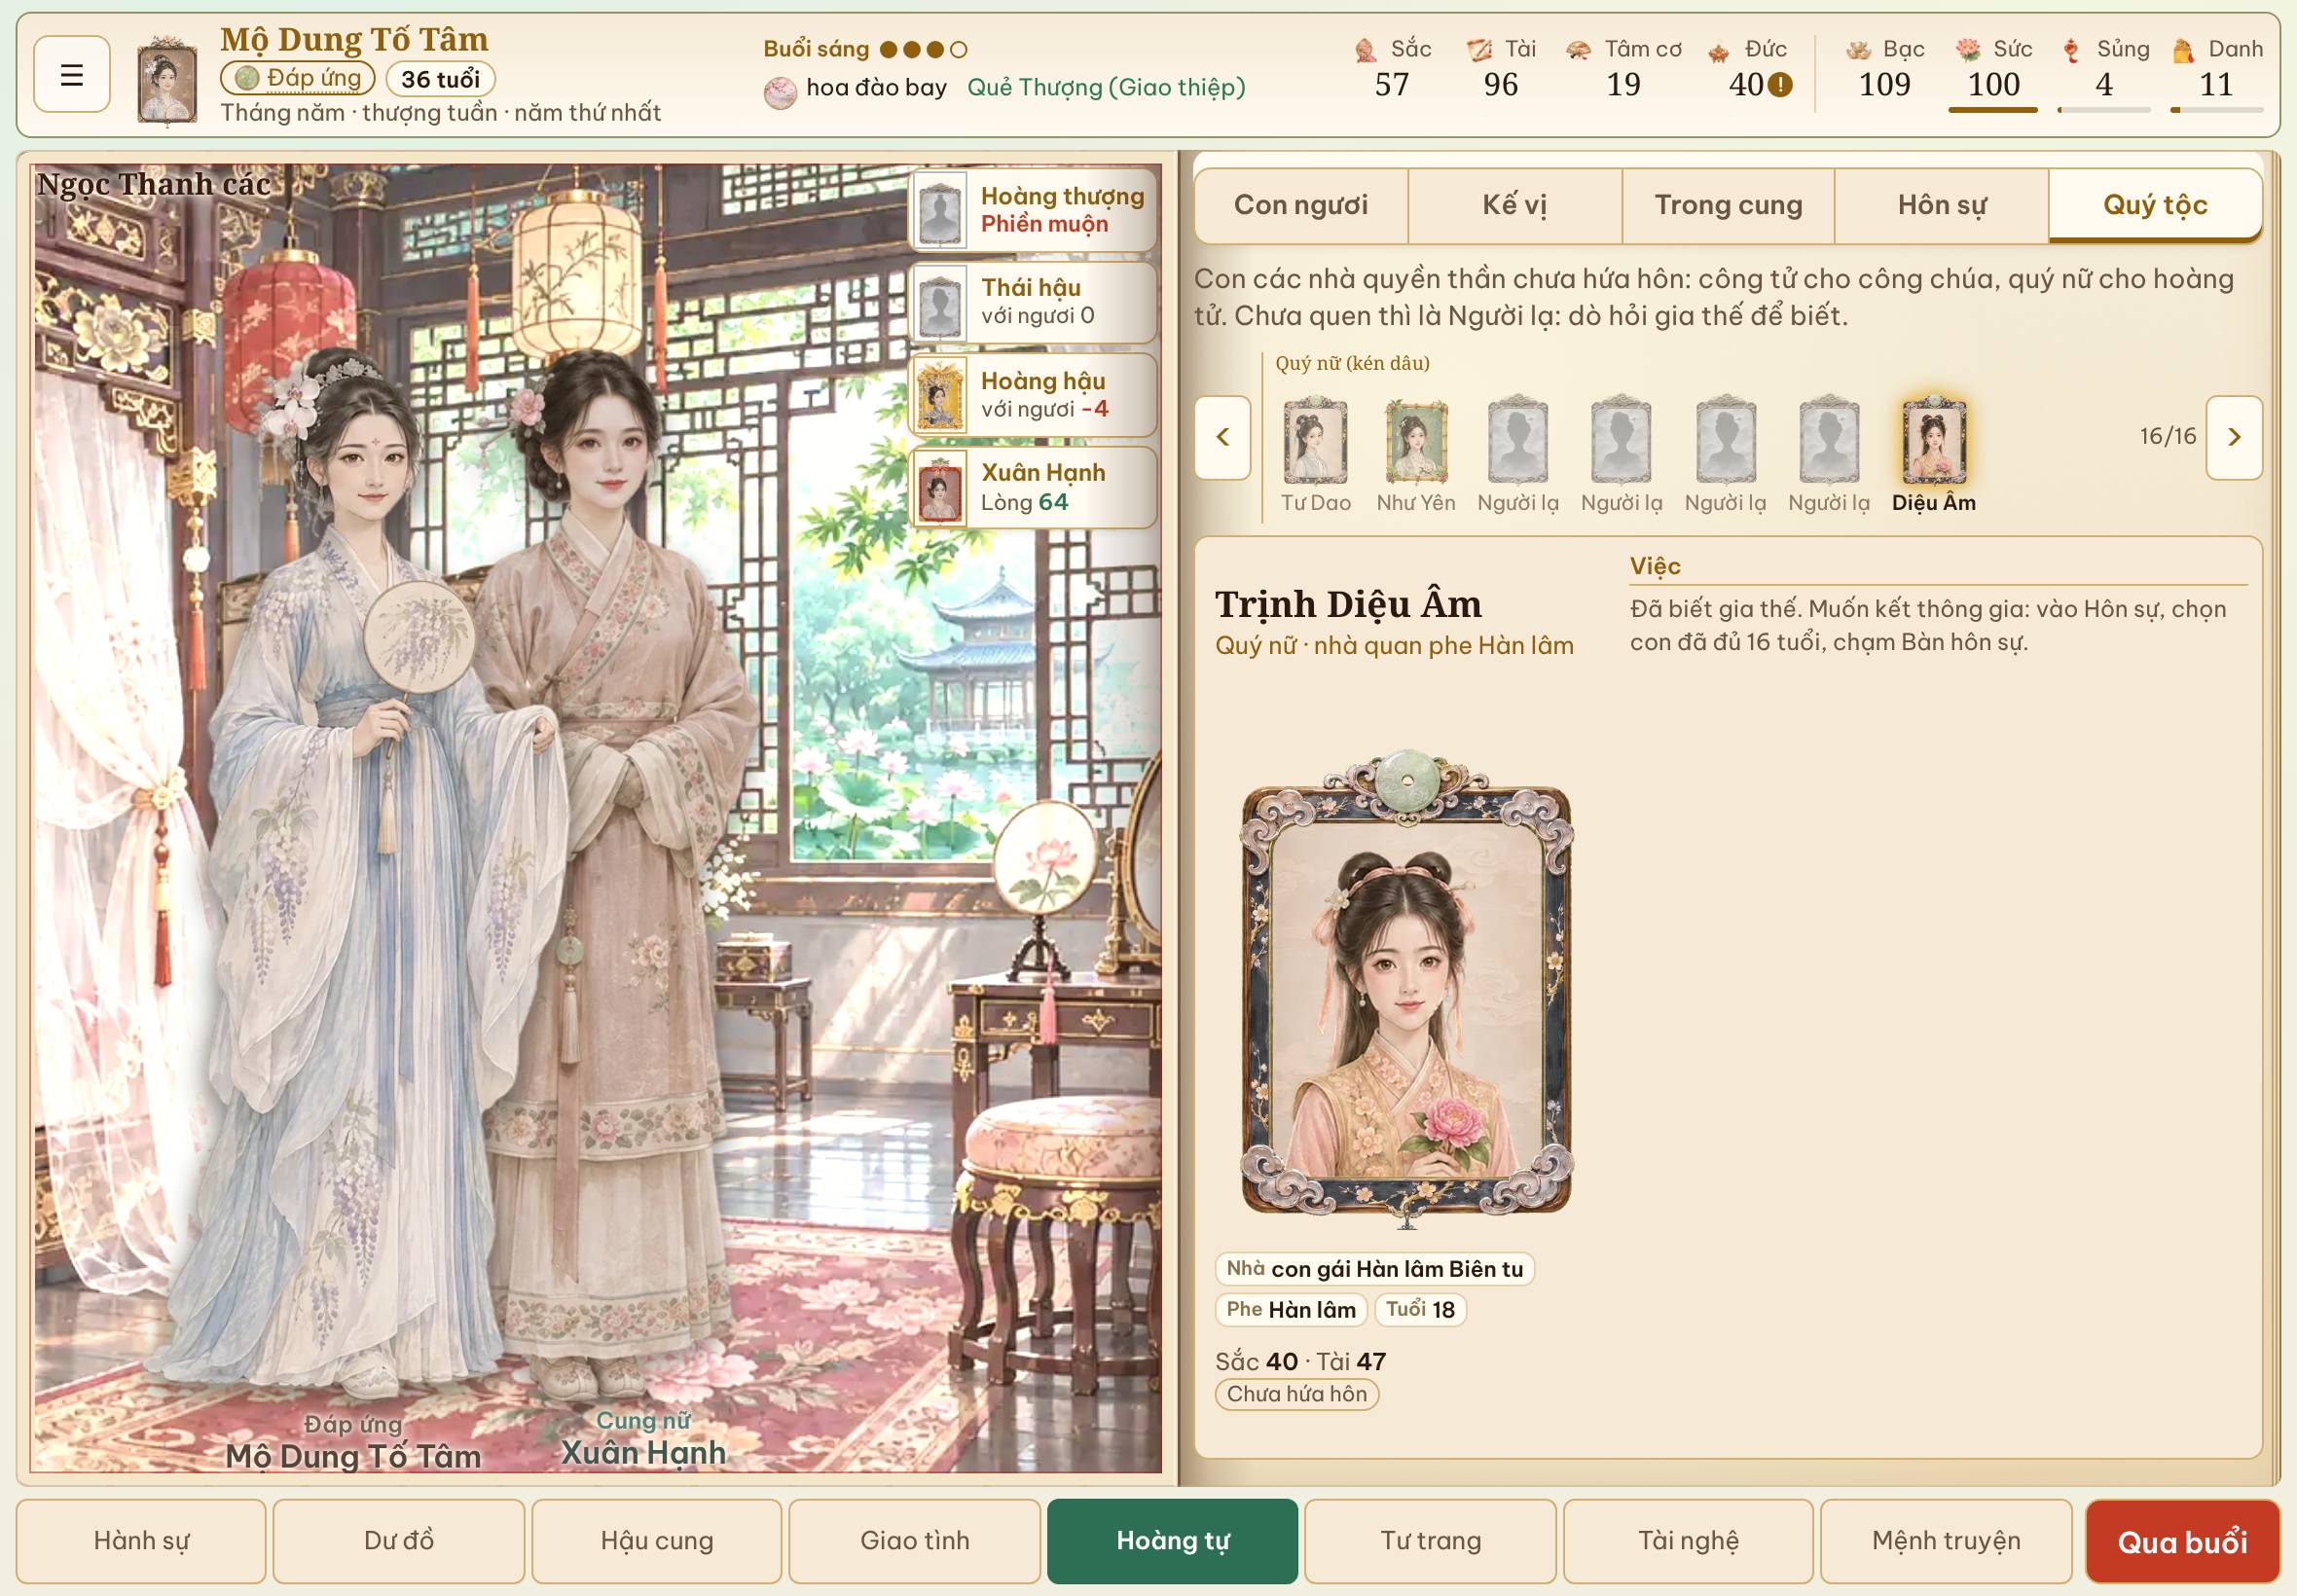 Mộ Dung Tố Tâm
Đáp ứng
36 tuổi
Tháng năm · thượng tuần · năm thứ nhất
Buổi sáng
hoa đào bay
Quẻ Thượng (Giao thiệp)
Sắc
57
Tài
96
Tâm cơ
19
Đức
40
!
Bạc
109
Sức
100
Sủng
4
Danh
11
Ngọc Thanh các
Hoàng thượng
Phiền muộn
Thái hậu
với ngươi 0
Hoàng hậu
với ngươi -4
Xuân Hạnh
Lòng 64
Đáp ứng
Mộ Dung Tố Tâm
Cung nữ
Xuân Hạnh
Con ngươi
Kế vị
Trong cung
Hôn sự
Quý tộc
Con các nhà quyền thần chưa hứa hôn: công tử cho công chúa, quý nữ cho hoàng
tử. Chưa quen thì là Người lạ: dò hỏi gia thế để biết.
Quý nữ (kén dâu)
Tư Dao
Như Yên
Người lạ
Người lạ
Người lạ
Người lạ
Diệu Âm
16/16
Trịnh Diệu Âm
Quý nữ · nhà quan phe Hàn lâm
Nhà con gái Hàn lâm Biên tu
Phe Hàn lâm
Tuổi 18
Sắc 40 · Tài 47
Chưa hứa hôn
Việc
Đã biết gia thế. Muốn kết thông gia: vào Hôn sự, chọn
con đã đủ 16 tuổi, chạm Bàn hôn sự.
Hành sự
Dư đồ
Hậu cung
Giao tình
Hoàng tự
Tư trang
Tài nghệ
Mệnh truyện
Qua buổi